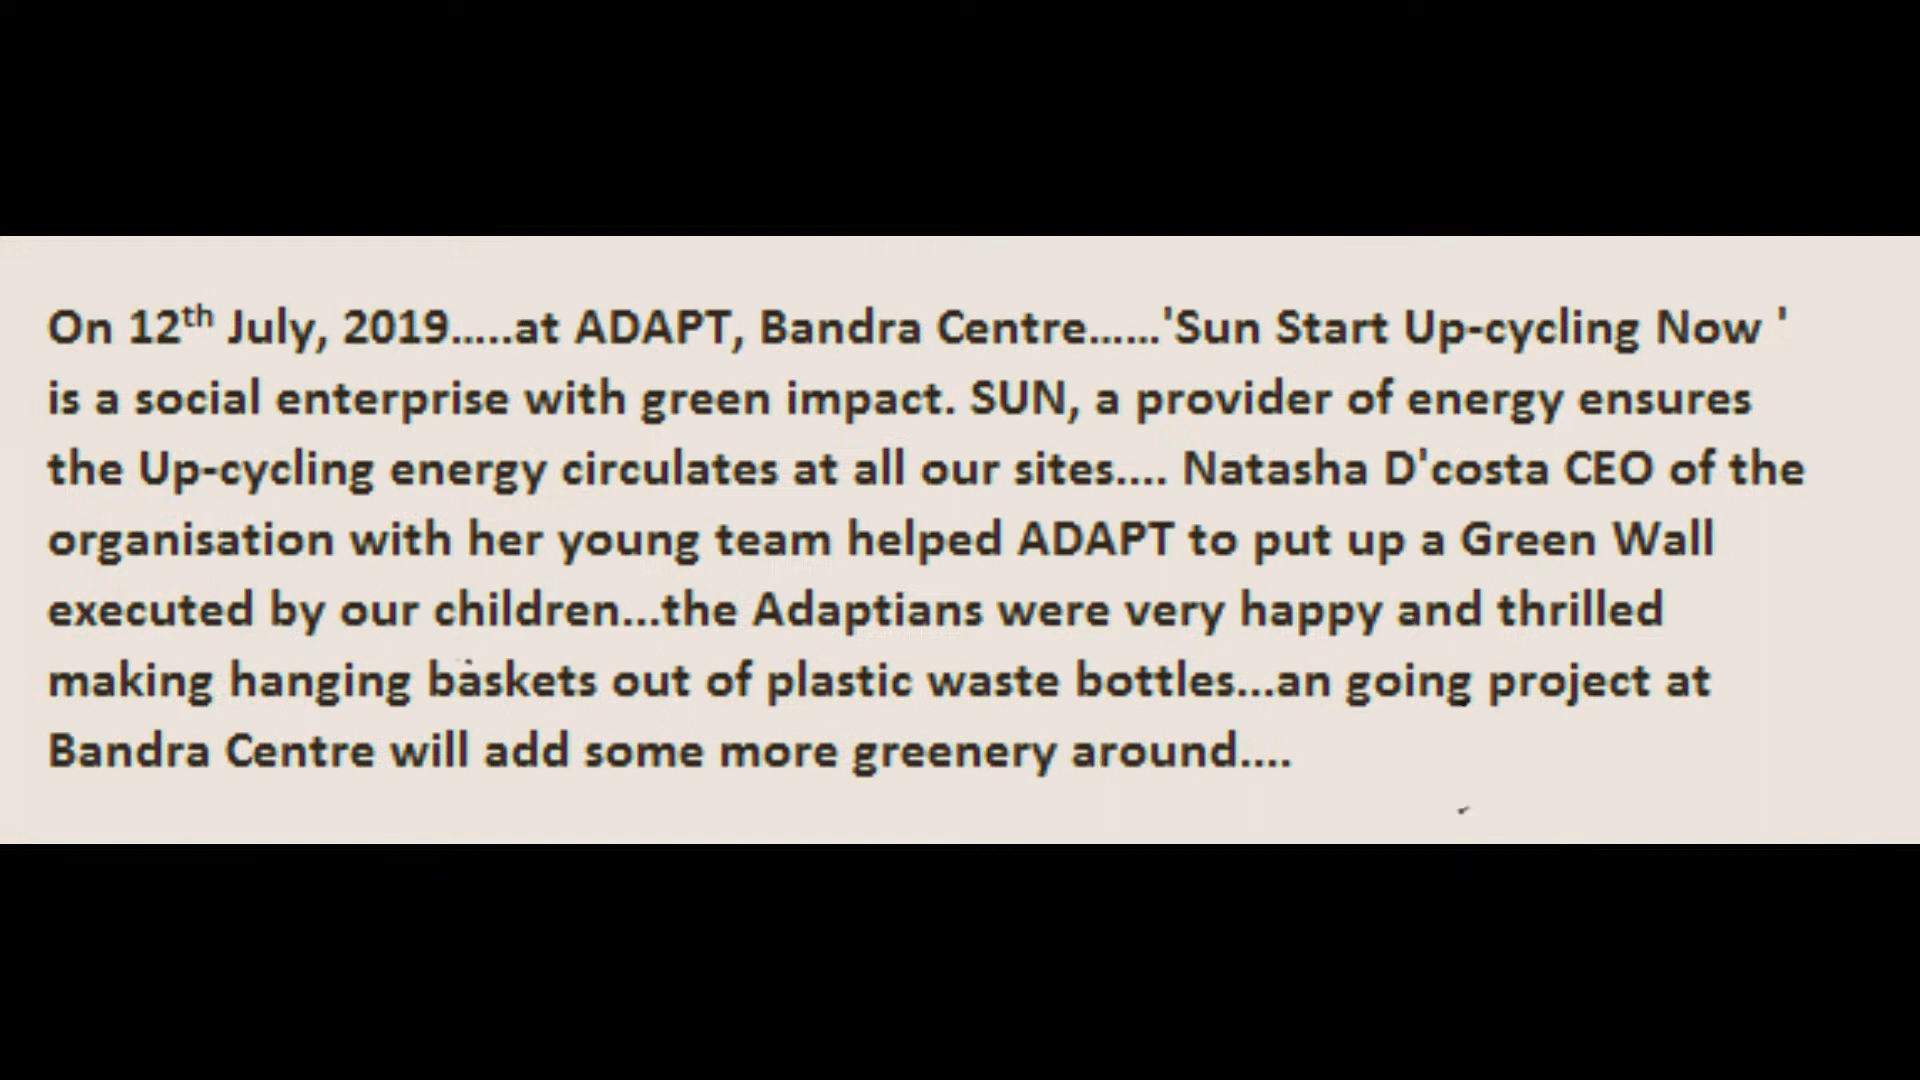 On 12th July, 2019.....at ADAPT, Bandra Centre......'Sun Start Up-cycling Now '
is a social enterprise with green impact. SUN, a provider of energy ensures
the Up-cycling energy circulates at all our sites.... Natasha D'costa CEO of the
organisation with her young team helped ADAPT to put up a Green Wall
executed by our children...the Adaptians were very happy and thrilled
making hanging baskets out of plastic waste bottles...an going project at
Bandra Centre will add some more greenery around....